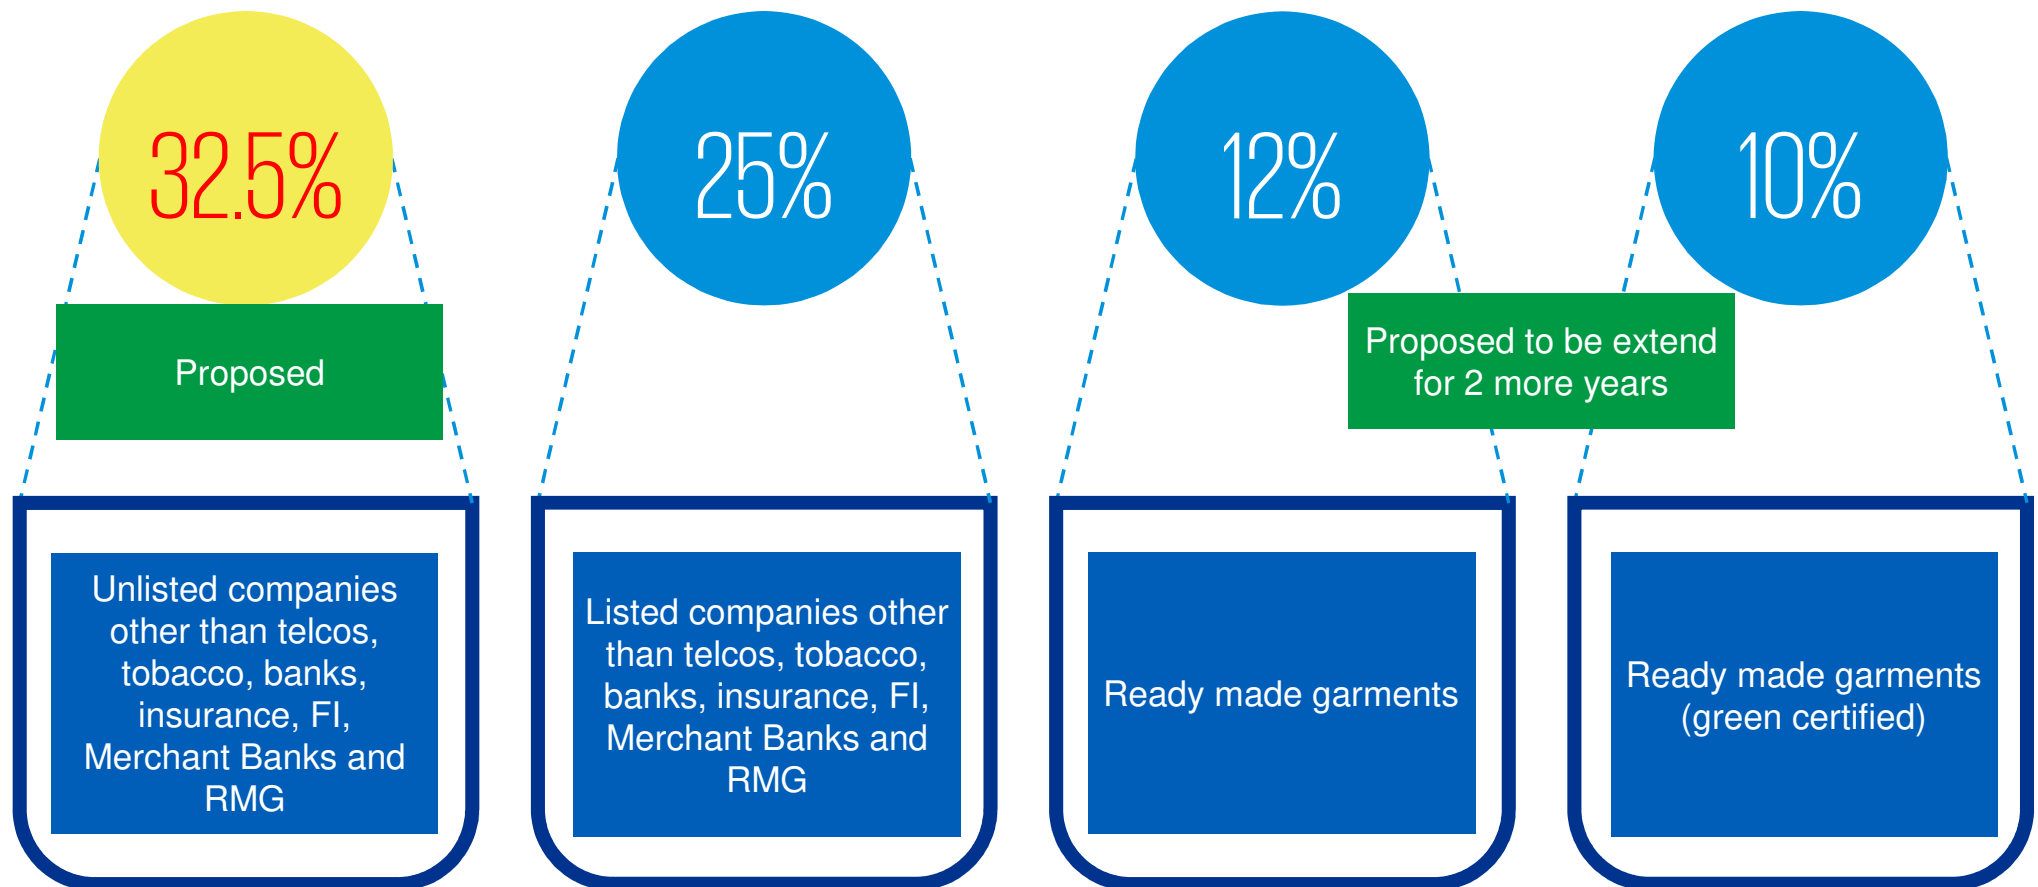 32.5%
25%
12%
10%
Proposed
Proposed to be extend
for 2 more years
Unlisted companies
other than telcos,
tobacco, banks,
insurance, FI,
Merchant Banks and
RMG
Listed companies other
than telcos, tobacco,
banks, insurance, FI,
Merchant Banks and
RMG
Ready made garments
Ready made garments
(green certified)